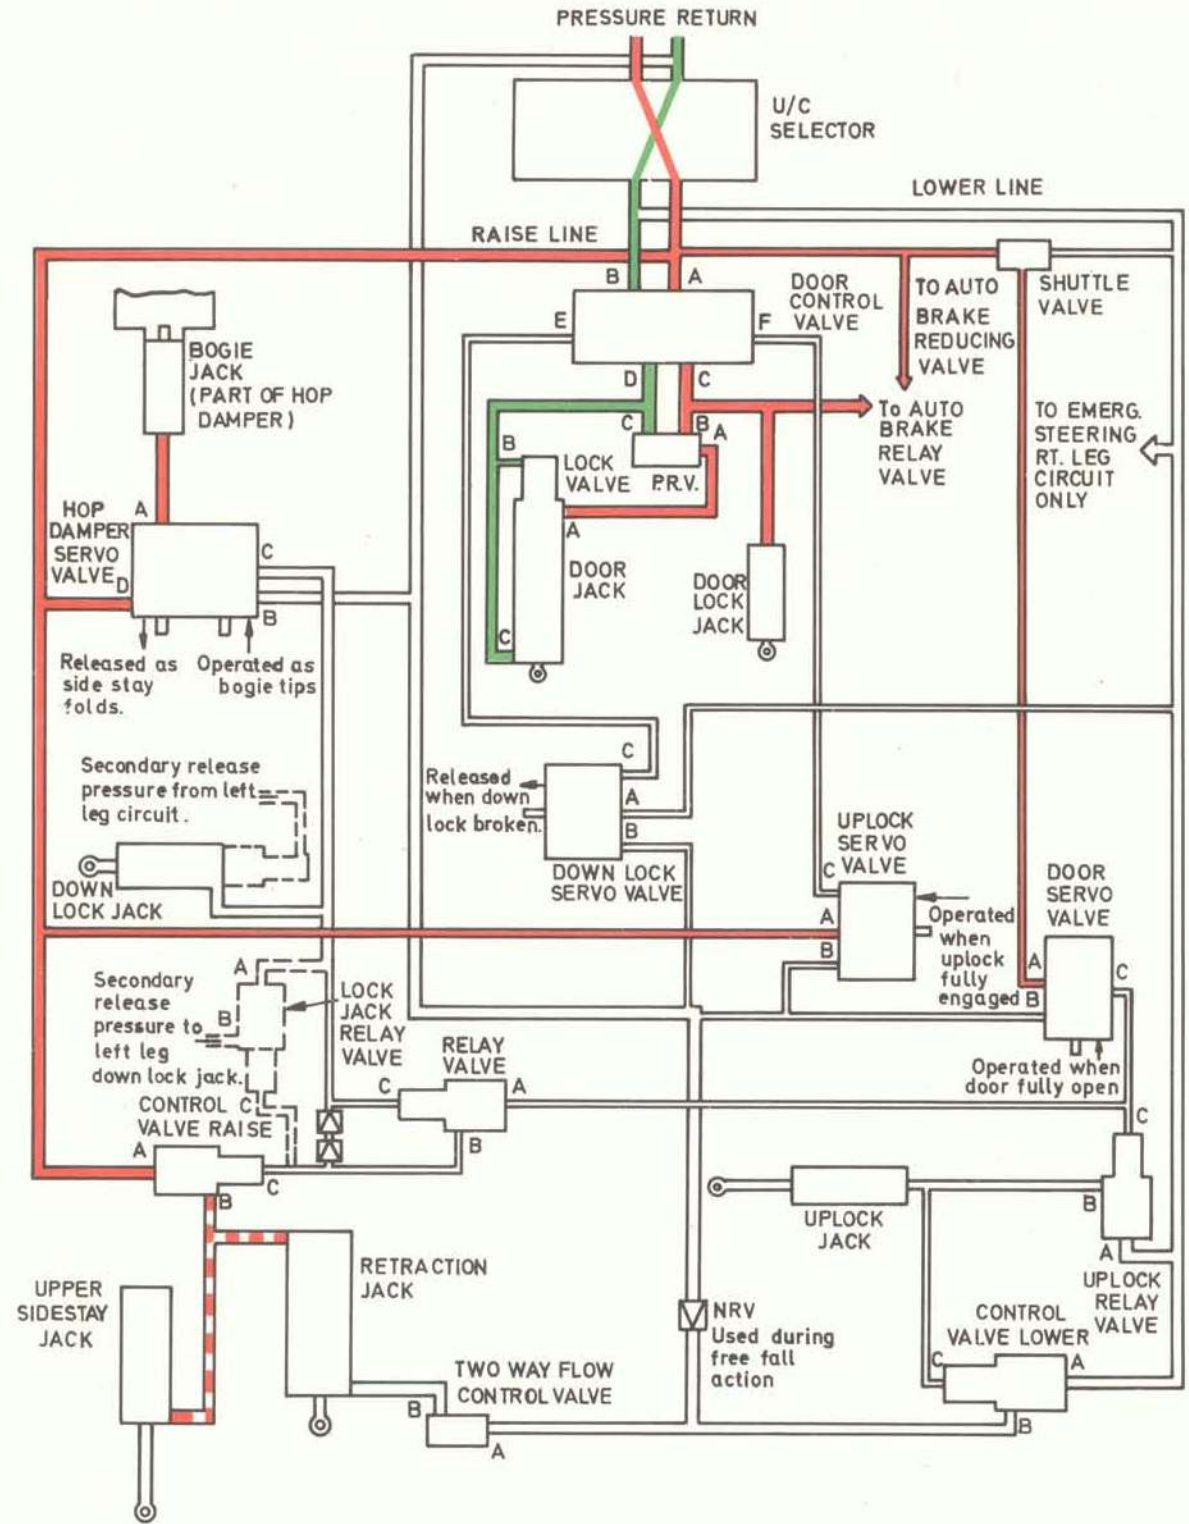 PRESSURE RETURN
U/C
SELECTOR
LOWER LINE
RAISE LINE
B
A
DOOR
CONTROL
VALVE
TO AUTO
BRAKE
REDUCING
VALVE
SHUTTLE
VALVE
E
F
BOGIE
JACK
(PART OF HOP
DAMPER)
D
C
C
B
A
To AUTO
BRAKE
RELAY
VALVE
TO EMERG.
STEERING
RT. LEG
CIRCUIT
ONLY
B
LOCK
VALVE
P.R.V.
A
DOOR
JACK
DOOR
LOCK
JACK
C
HOP
DAMPER
SERVO
VALVE
A
D
C
B
Released as
side stay
folds.
Operated as
bogie tips
Secondary release
pressure from left
leg circuit.
DOWN
LOCK JACK
Released
when down
lock broken.
C
A
B
DOWN LOCK
SERVO VALVE
UPLOCK
SERVO
VALVE
C
A
B
Operated
when
uplock
fully
engaged
DOOR
SERVO
VALVE
A
B
C
Operated when
door fully open
Secondary
release
pressure to
left leg
down lock jack.
A
B
C
LOCK
JACK
RELAY
VALVE
RELAY
VALVE
C
A
B
CONTROL
VALVE RAISE
A
B
C
UPLOCK
JACK
C
B
A
UPLOCK
RELAY
VALVE
RETRACTION
JACK
UPPER
SIDESTAY
JACK
NRV
Used during
free fall
action
CONTROL
VALVE LOWER
C
A
B
TWO WAY FLOW
CONTROL VALVE
B
A